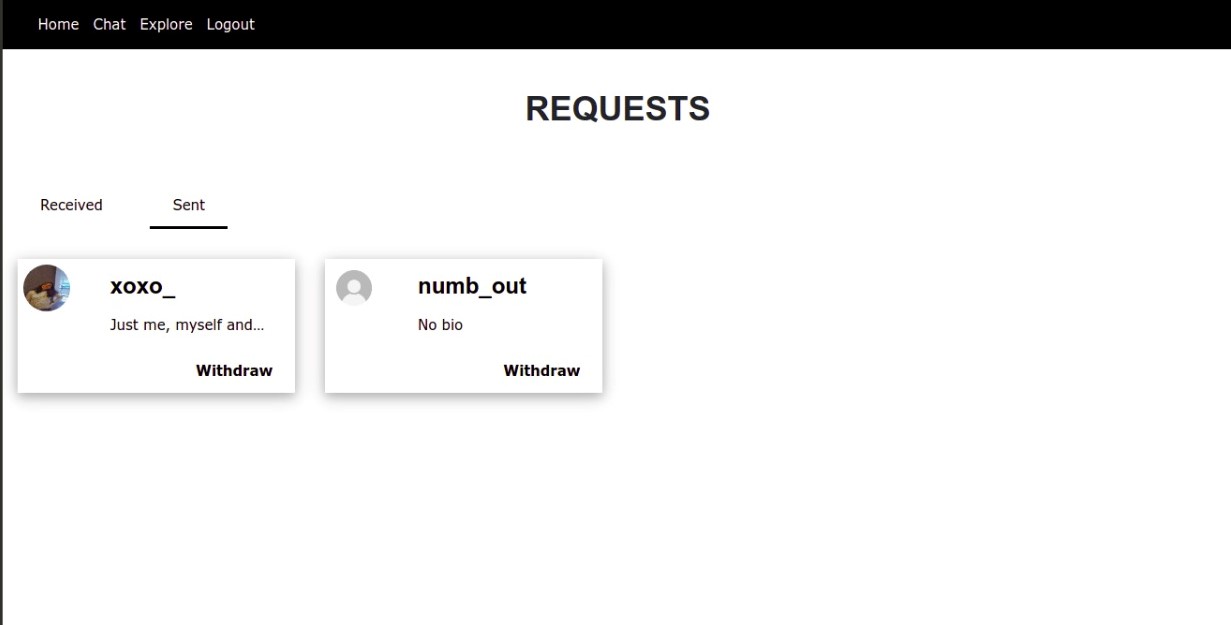 Home Chat Explore Logout
REQUESTS
Received Sent
xoxo_
Just me, myself and...
Withdraw
numb_out
No bio
Withdraw